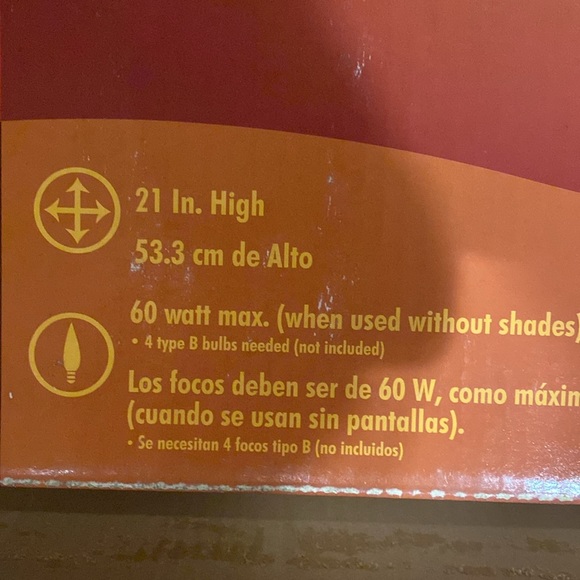 21 In. High
53.3 cm de Alto
60 watt max. (when used without shades)
• 4 type B bulbs needed (not included)
Los focos deben ser de 60 W, como máxim
(cuando se usan sin pantallas).
• Se necesitan 4 focos tipo B (no incluidos)